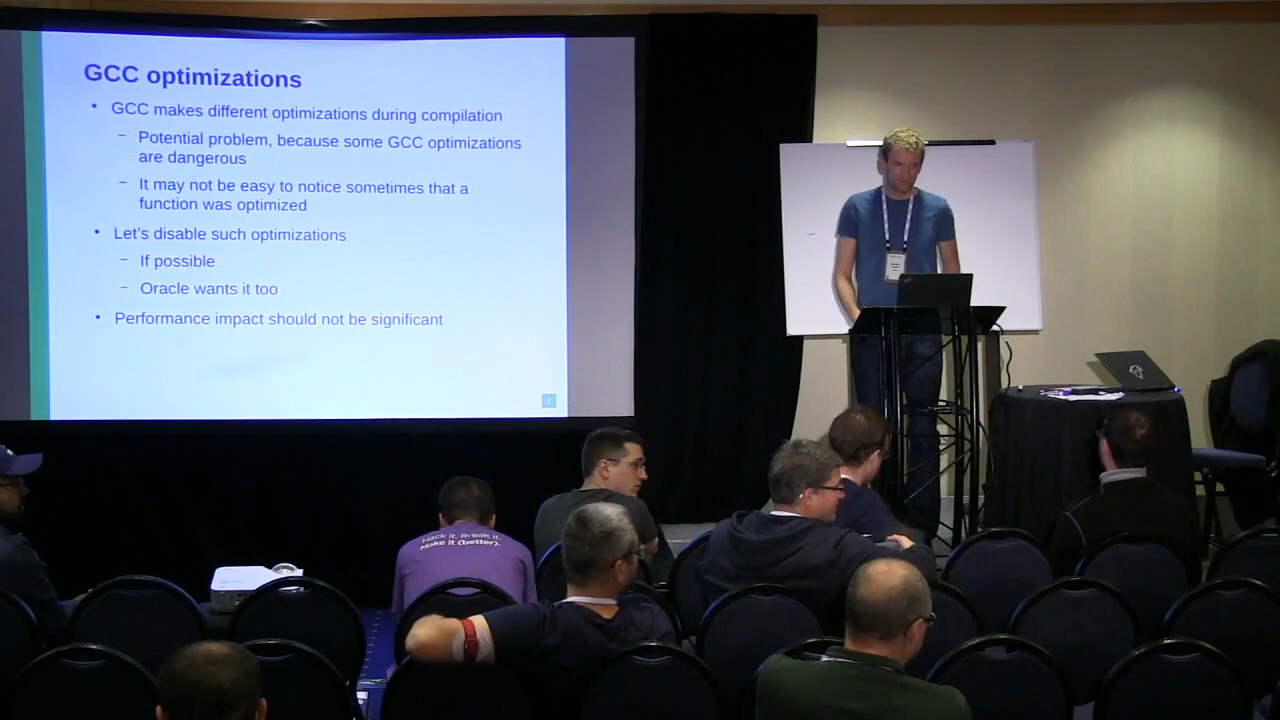 GCC optimizations
• GCC makes different optimizations during compilation
– Potential problem, because some GCC optimizations
are dangerous
– It may not be easy to notice sometimes that a
function was optimized
• Let's disable such optimizations
– If possible
– Oracle wants it too
• Performance impact should not be significant
Hack it. Break it.
Make it (better).